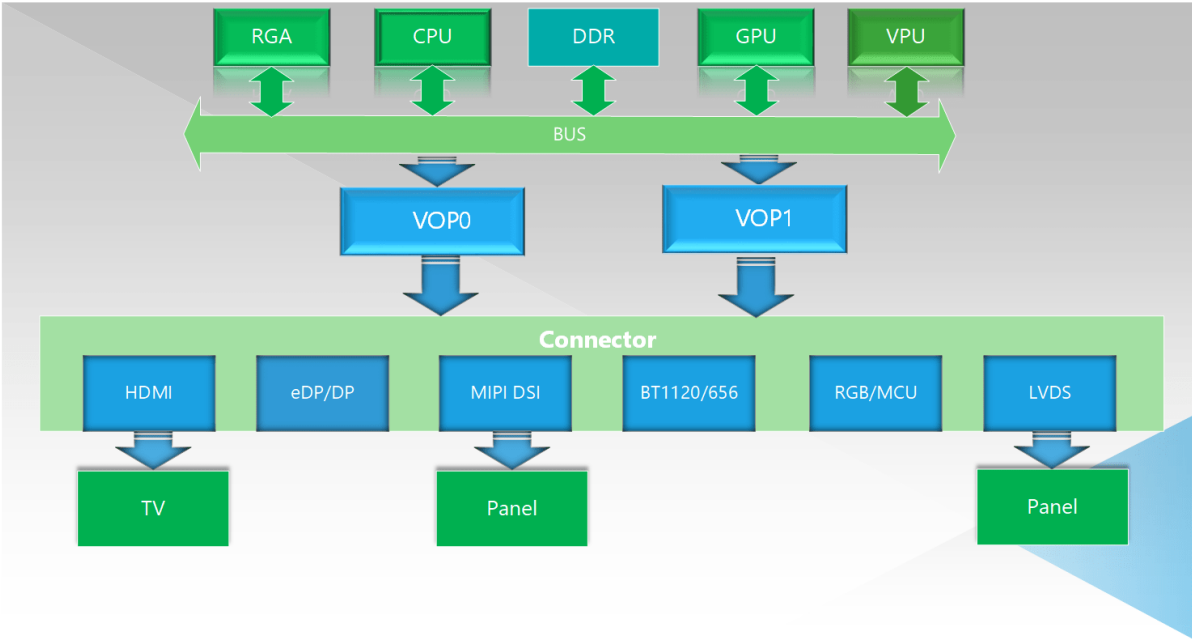 RGA
CPU
DDR
GPU
VPU
BUS
VOP0
VOP1
Connector
HDMI
eDP/DP
MIPI DSI
BT1120/656
RGB/MCU
LVDS
TV
Panel
Panel